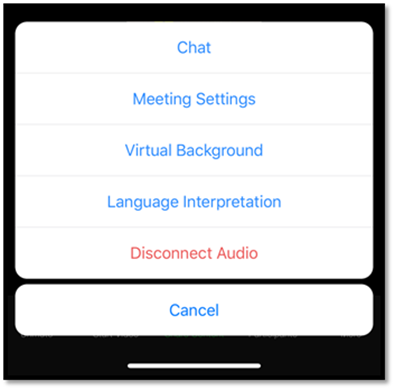 Chat
Meeting Settings
Virtual Background
Language Interpretation
Disconnect Audio
Cancel